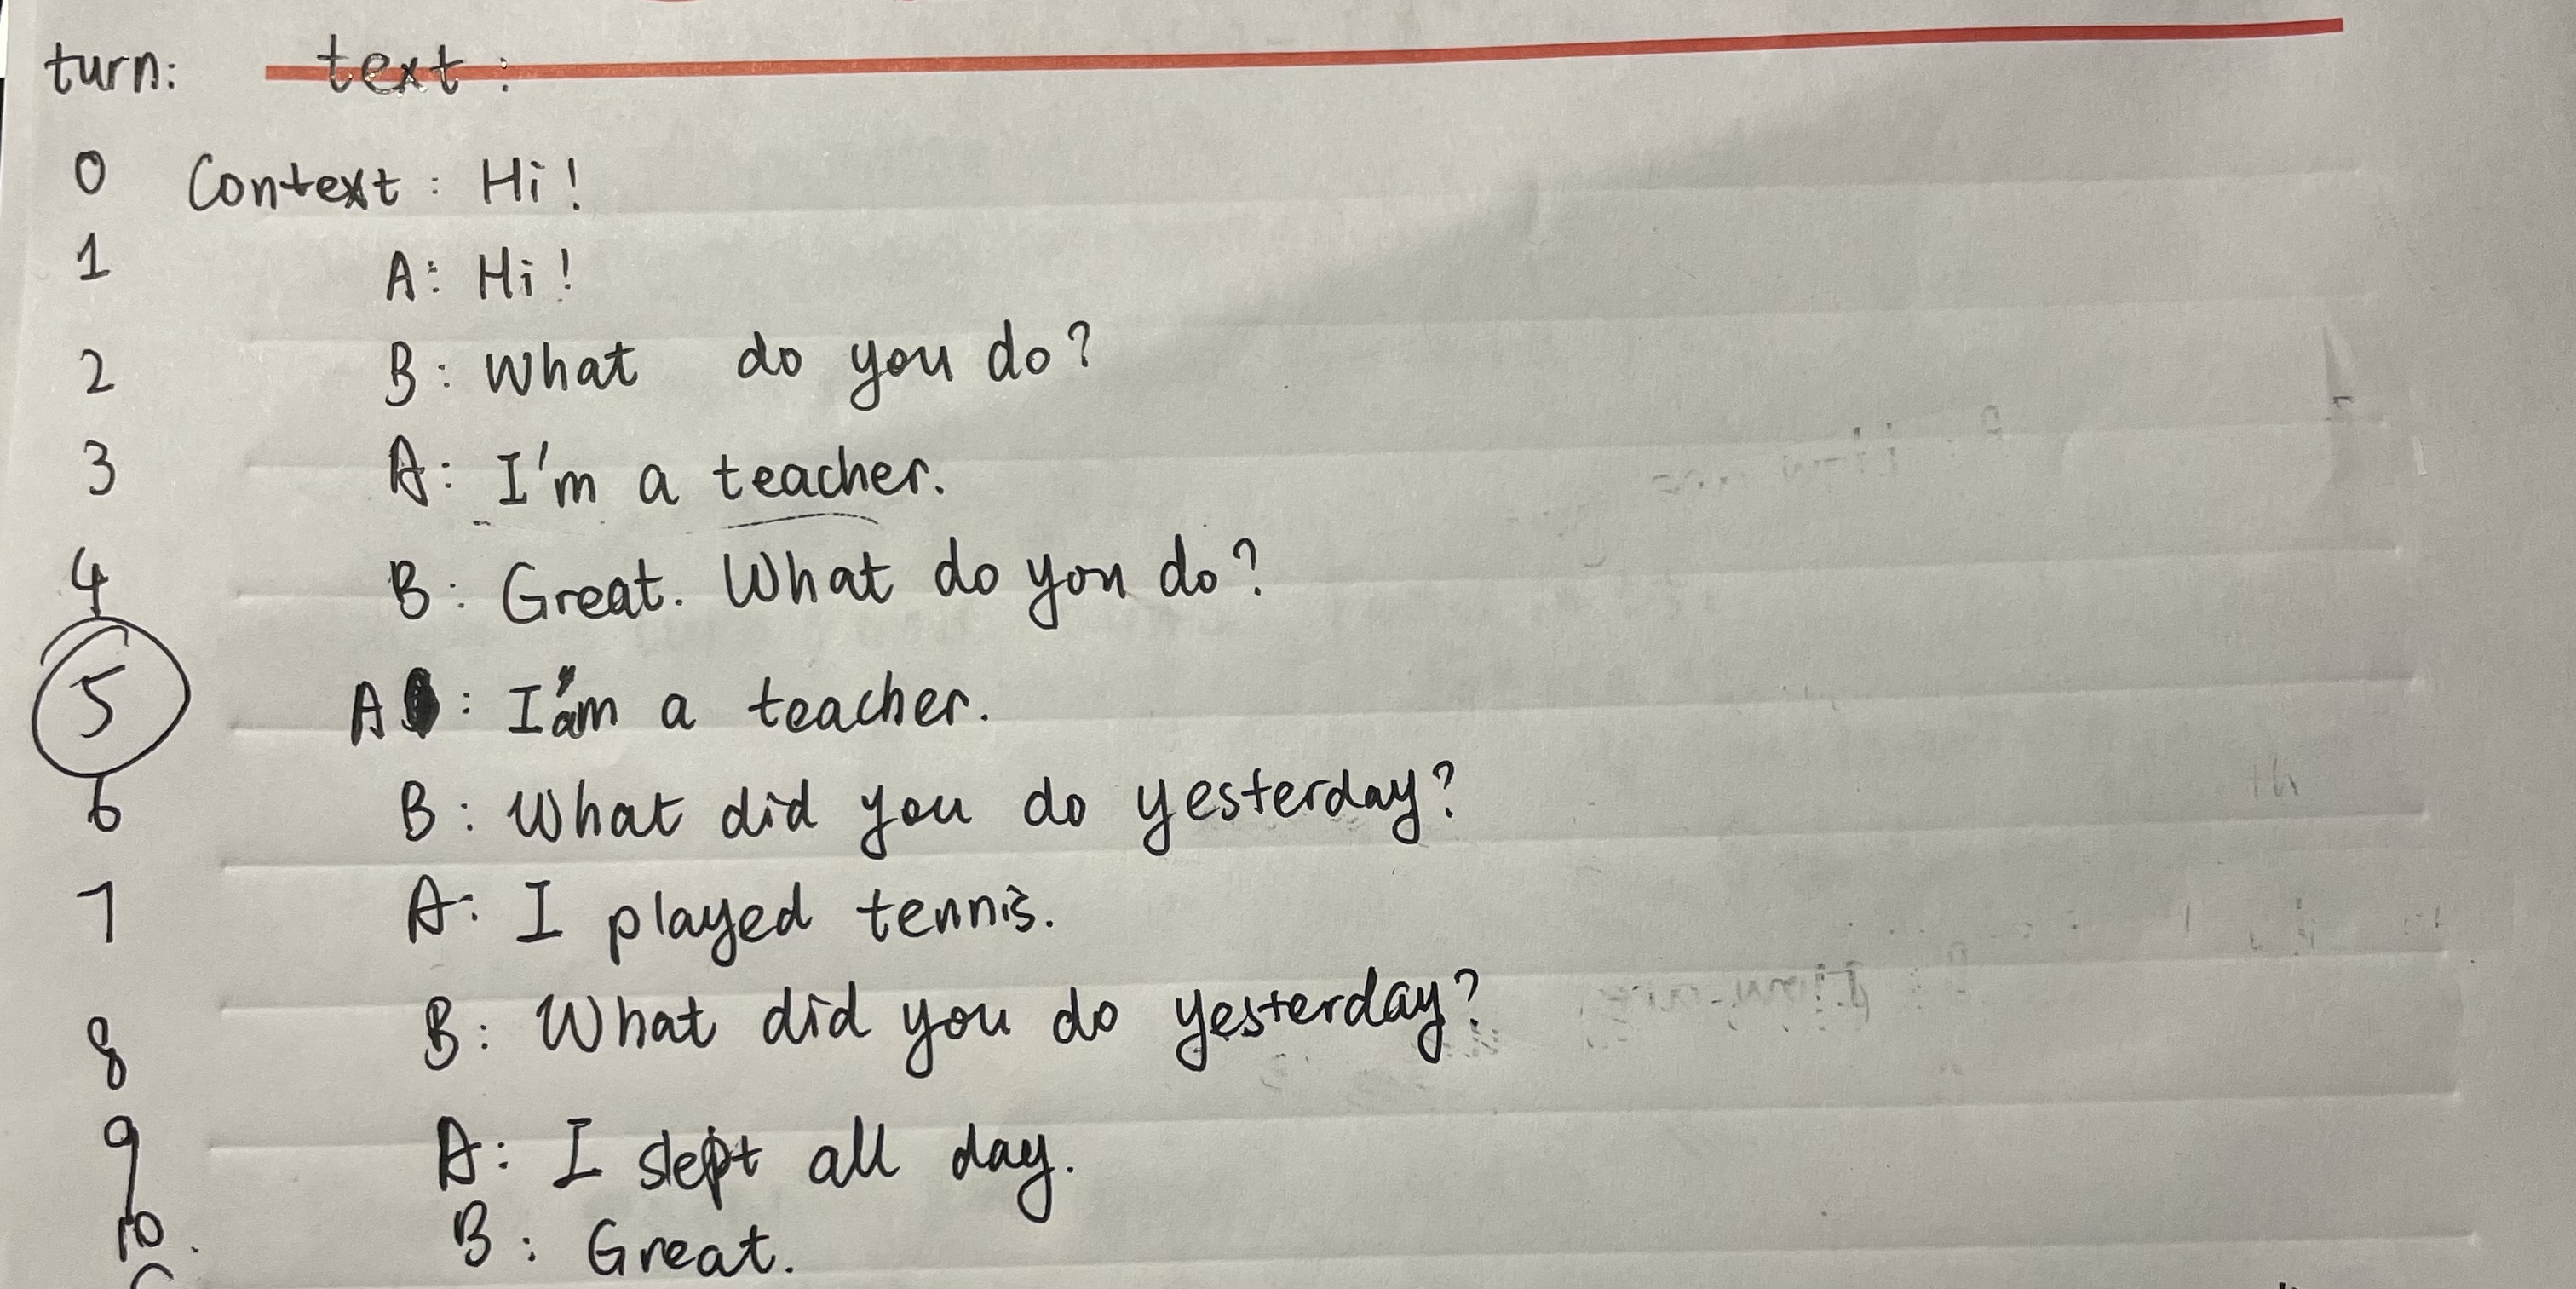 turn: text:
0 Context: Hi!
1 A: Hi!
2 B: What do you do?
3 A: I'm a teacher.
4 B: Great. What do you do?
5 A: I am a teacher.
6 B: What did you do yesterday?
7 A: I played tennis.
8 B: What did you do yesterday?
9 A: I slept all day.
10. B: Great.